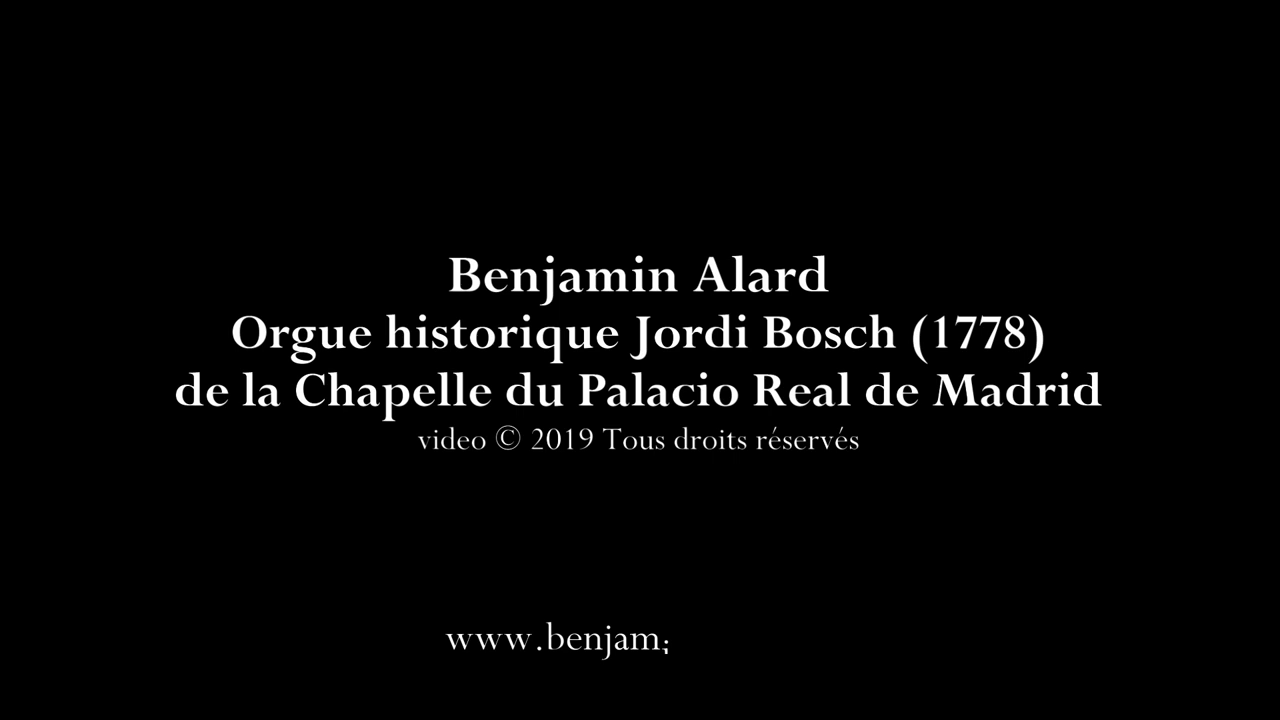 Benjamin Alard
Orgue historique Jordi Bosch (1778)
de la Chapelle du Palacio Real de Madrid
video © 2019 Tous droits réservés
www.benjam